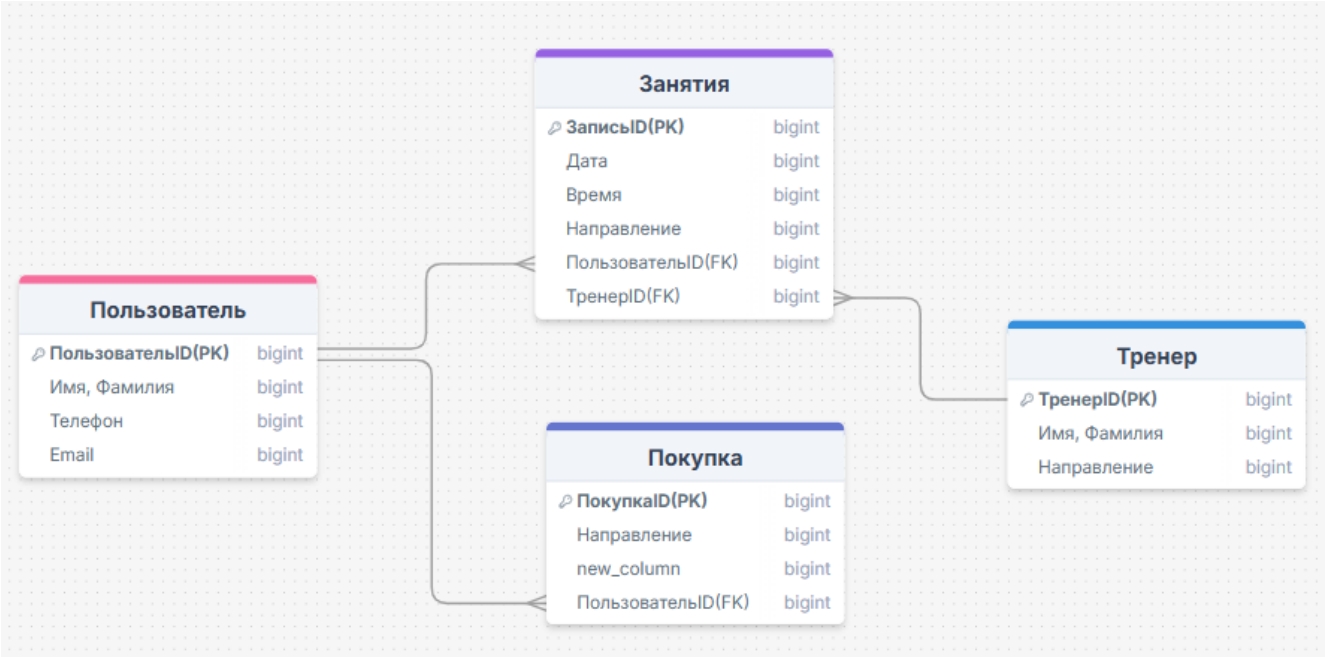 Занятия
ЗаписьID(PK) bigint
Дата bigint
Время bigint
Направление bigint
ПользовательID(FK) bigint
ТренерID(FK) bigint
Пользователь
ПользовательID(PK) bigint
Имя, Фамилия bigint
Телефон bigint
Email bigint
Тренер
ТренерID(PK) bigint
Имя, Фамилия bigint
Направление bigint
Покупка
ПокупкаID(PK) bigint
Направление bigint
new_column bigint
ПользовательID(FK) bigint